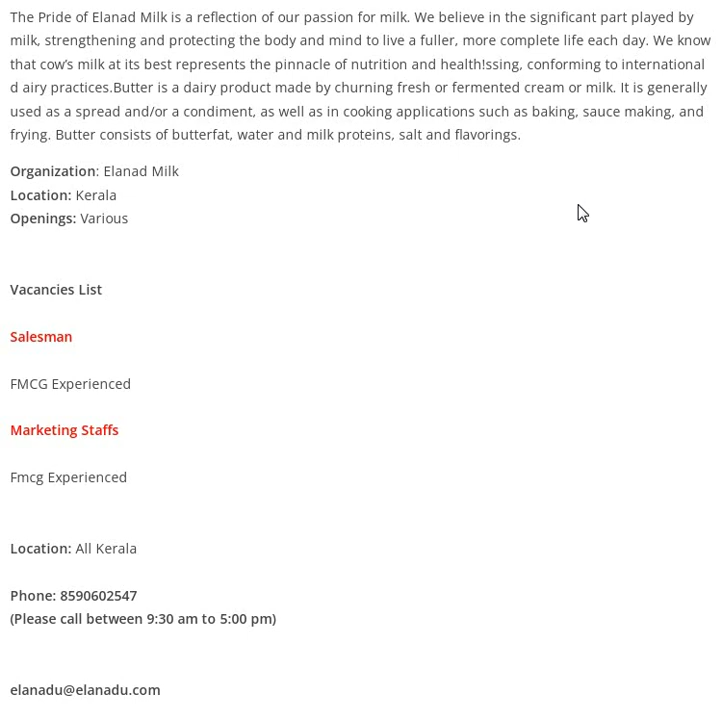 The Pride of Elanad Milk is a reflection of our passion for milk. We believe in the significant part played by
milk, strengthening and protecting the body and mind to live a fuller, more complete life each day. We know
that cow’s milk at its best represents the pinnacle of nutrition and health!ssing, conforming to international
d airy practices.Butter is a dairy product made by churning fresh or fermented cream or milk. It is generally
used as a spread and/or a condiment, as well as in cooking applications such as baking, sauce making, and
frying. Butter consists of butterfat, water and milk proteins, salt and flavorings.
Organization: Elanad Milk
Location: Kerala
Openings: Various
Vacancies List
Salesman
FMCG Experienced
Marketing Staffs
Fmcg Experienced
Location: All Kerala
Phone: 8590602547
(Please call between 9:30 am to 5:00 pm)
elanadu@elanadu.com